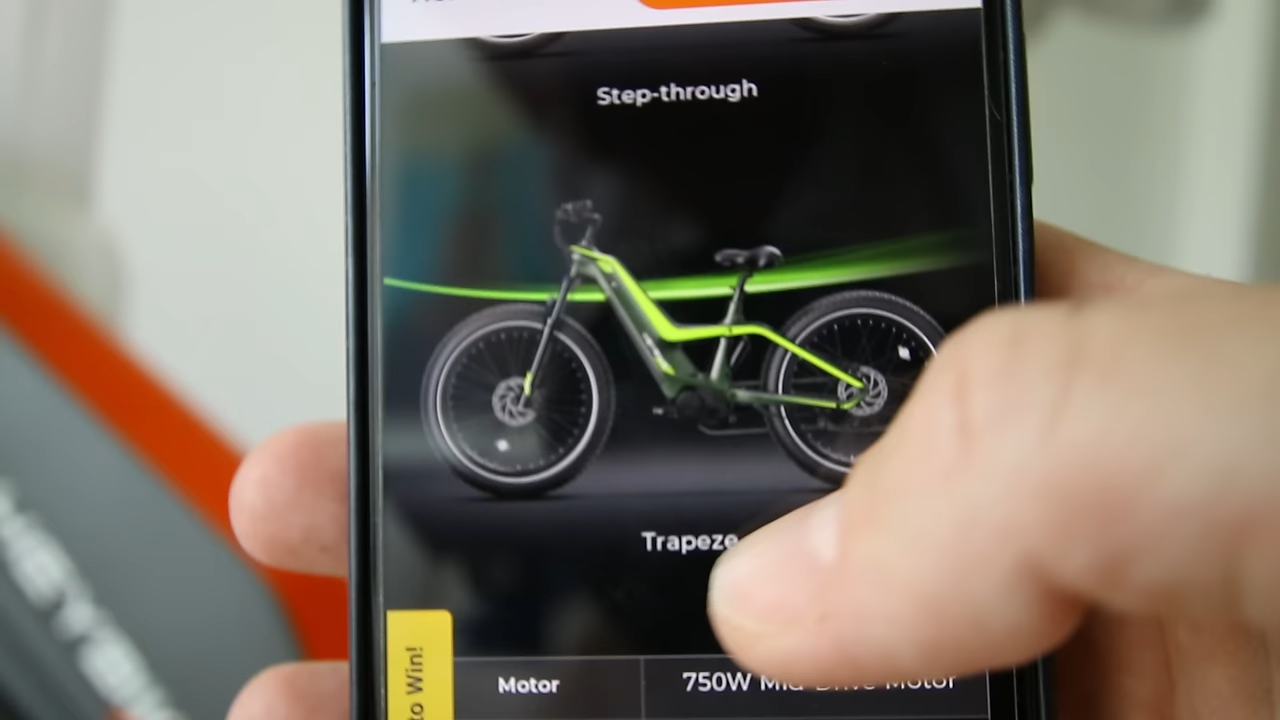 Step-through
Trapeze
to Win!
Motor
750W Mid-Drive Motor